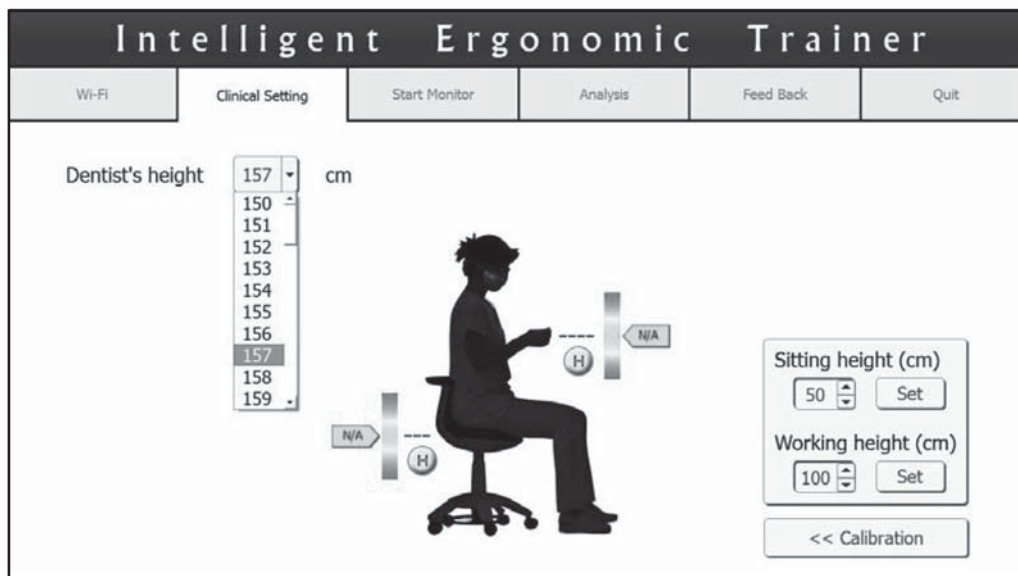 Intelligent Ergonomic Trainer
Wi-Fi Clinical Setting Start Monitor Analysis Feed Back Quit
Dentist's height 157 cm
150
151
152
153
154
155
156
157
158
159
N/A
H
N/A
H
Sitting height (cm)
50 Set
Working height (cm)
100 Set
<< Calibration